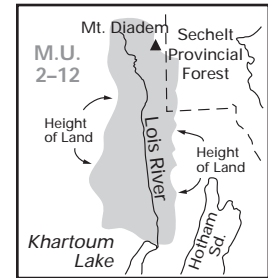 Mt. Diadem
Sechelt
Provincial
Forest
M.U.
2–12
Height
of Land
Lois River
Height
of Land
Khartoum
Lake
Hotham
Sd.